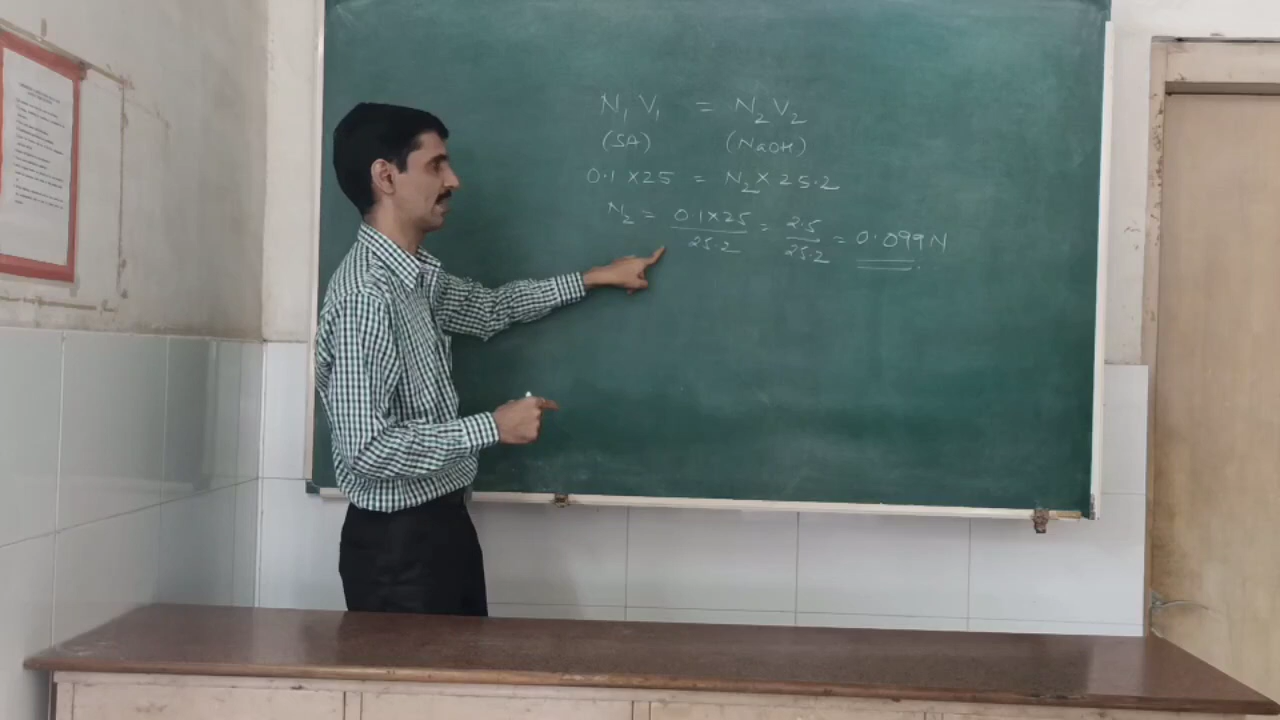 N₁ V₁ = N₂ V₂
(SA) (NaOH)
0.1 × 25 = N₂ × 25.2
N₂ = 0.1×25 / 25.2 = 2.5 / 25.2 = 0.099 N